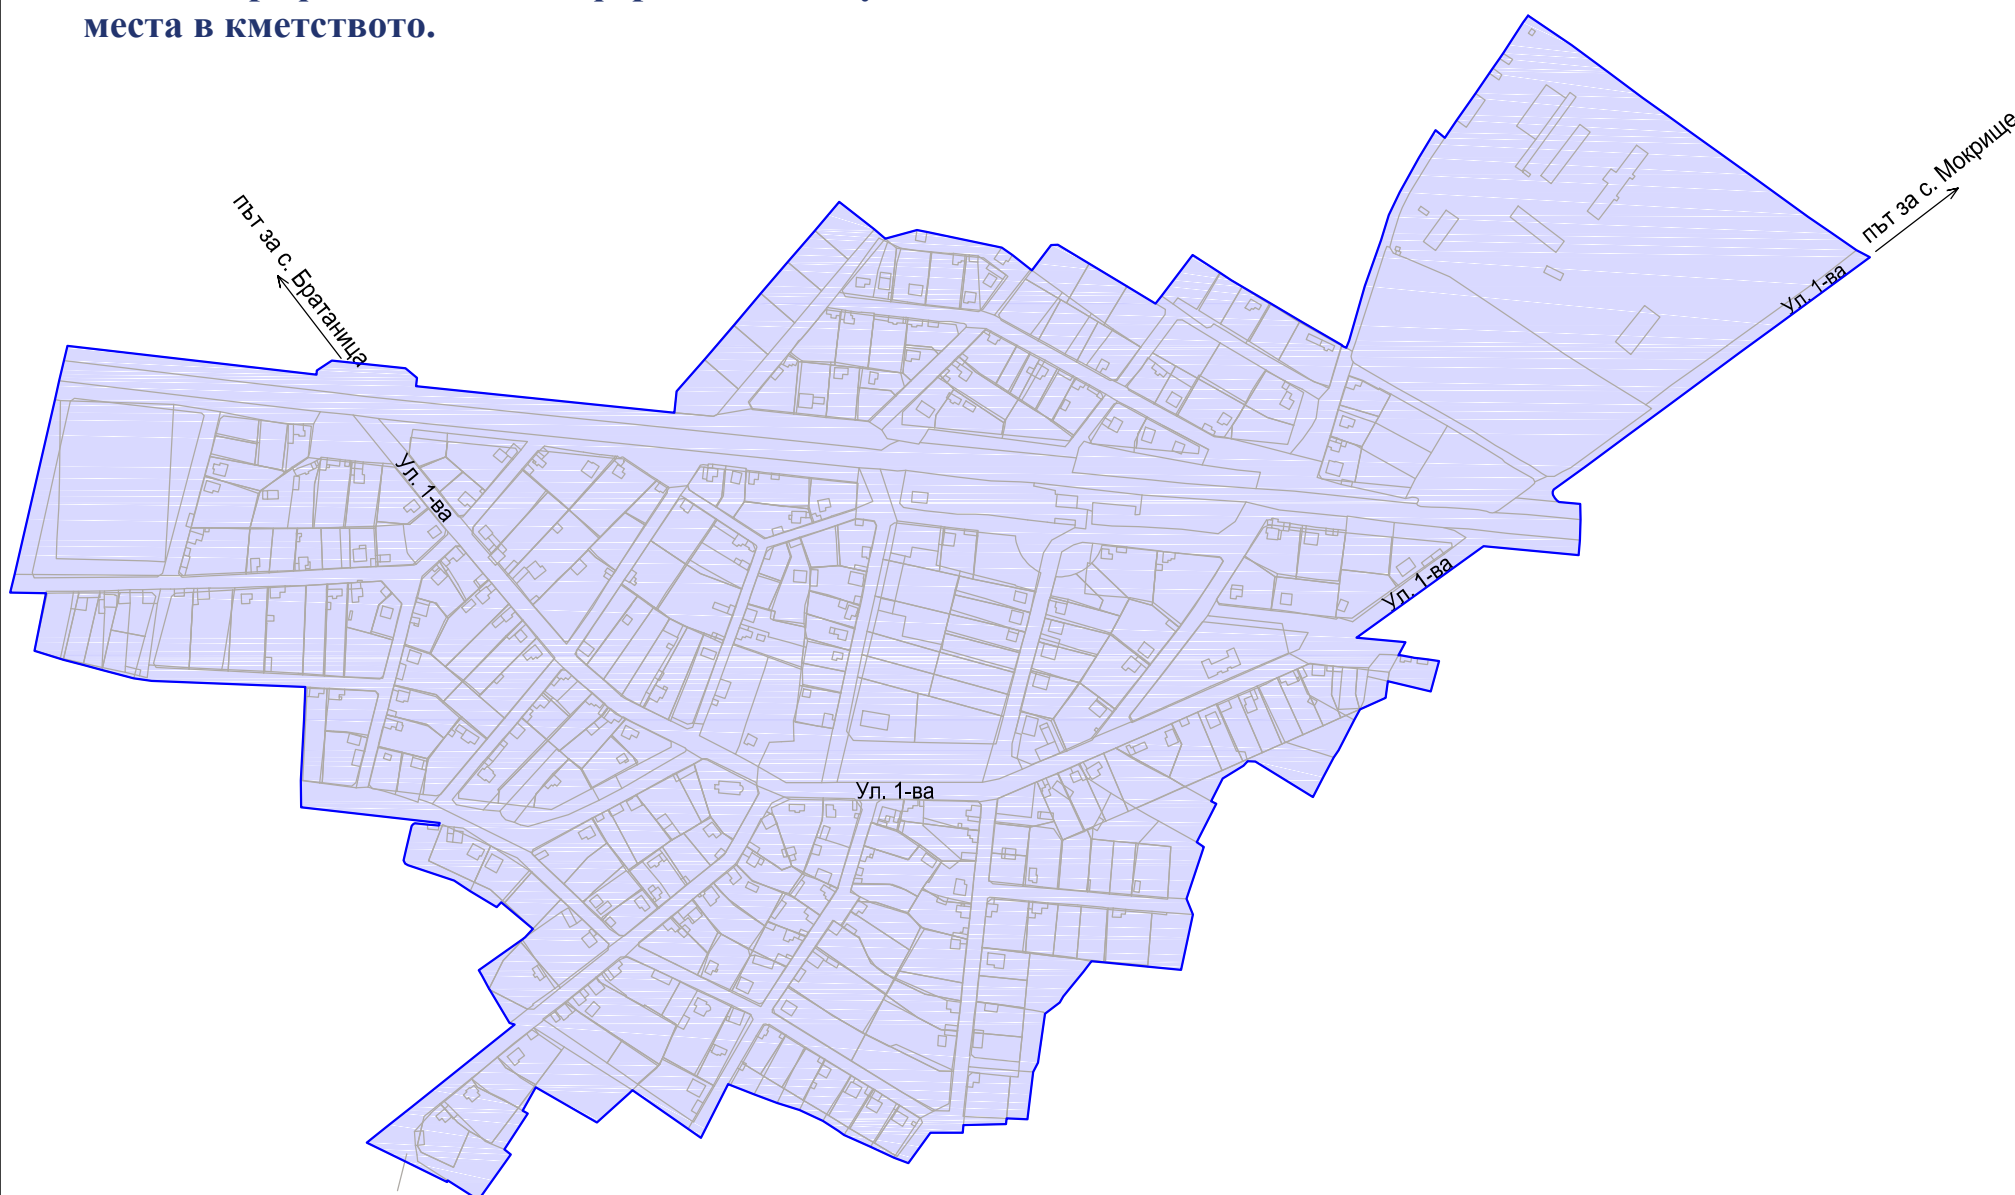 места в кметството.
път за с. Мокрище
път за с. Братаница
Ул. 1-ва
Ул. 1-ва
Ул. 1-ва
Ул. 1-ва